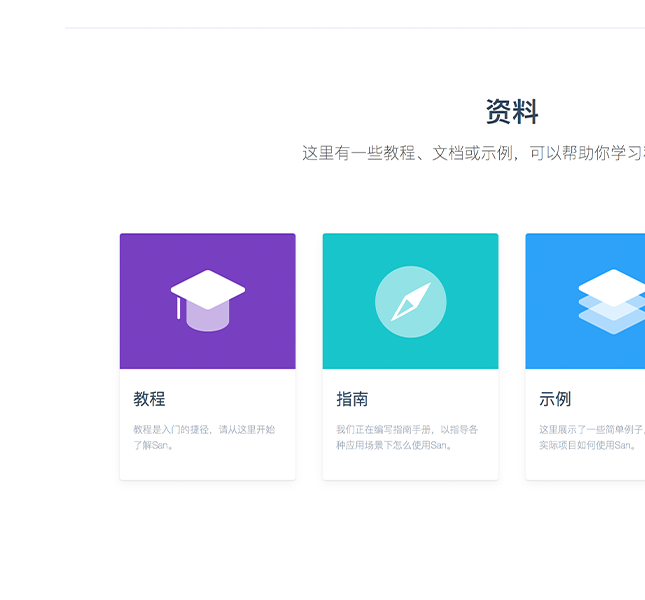 资料
这里有一些教程、文档或示例，可以帮助你学习
教程
教程是入门的捷径，请从这里开始
了解San。
指南
我们正在编写指南手册，以指导各
种应用场景下怎么使用San。
示例
这里展示了一些简单例子，
实际项目如何使用San。